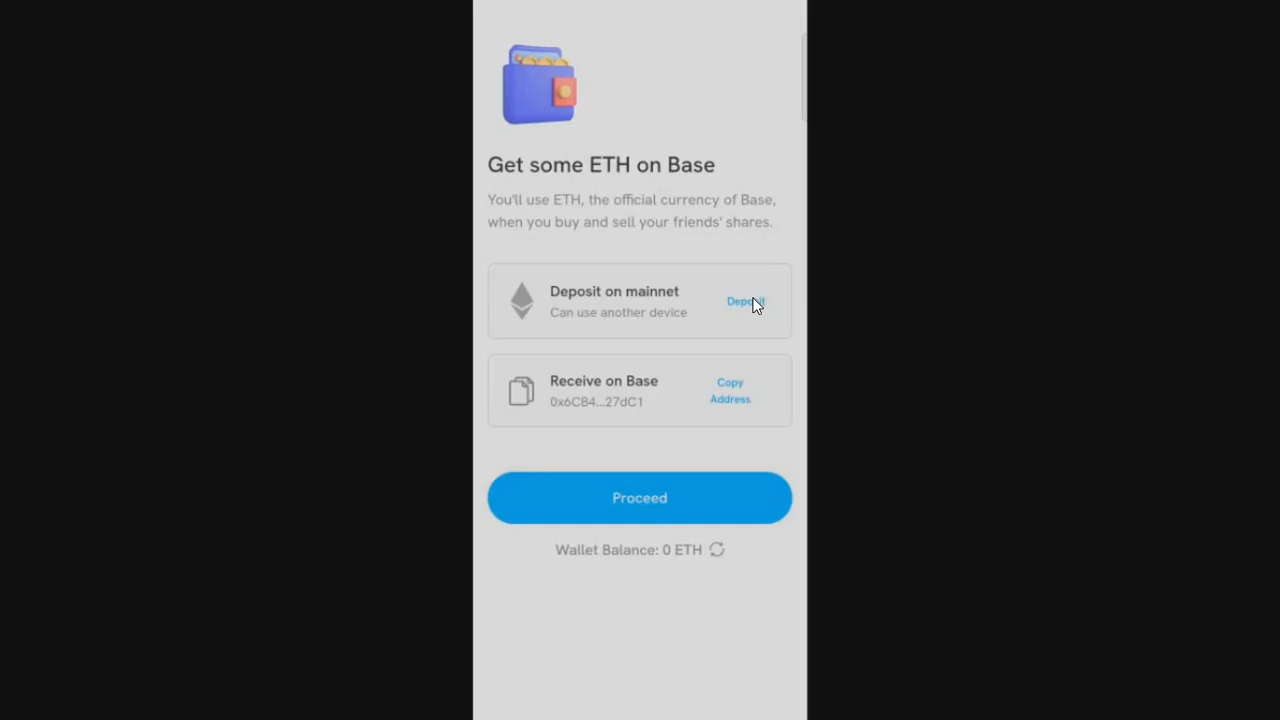 Get some ETH on Base
You'll use ETH, the official currency of Base,
when you buy and sell your friends' shares.
Deposit on mainnet
Can use another device
Deposit
Receive on Base
0x6CB4...27dC1
Copy
Address
Proceed
Wallet Balance: 0 ETH